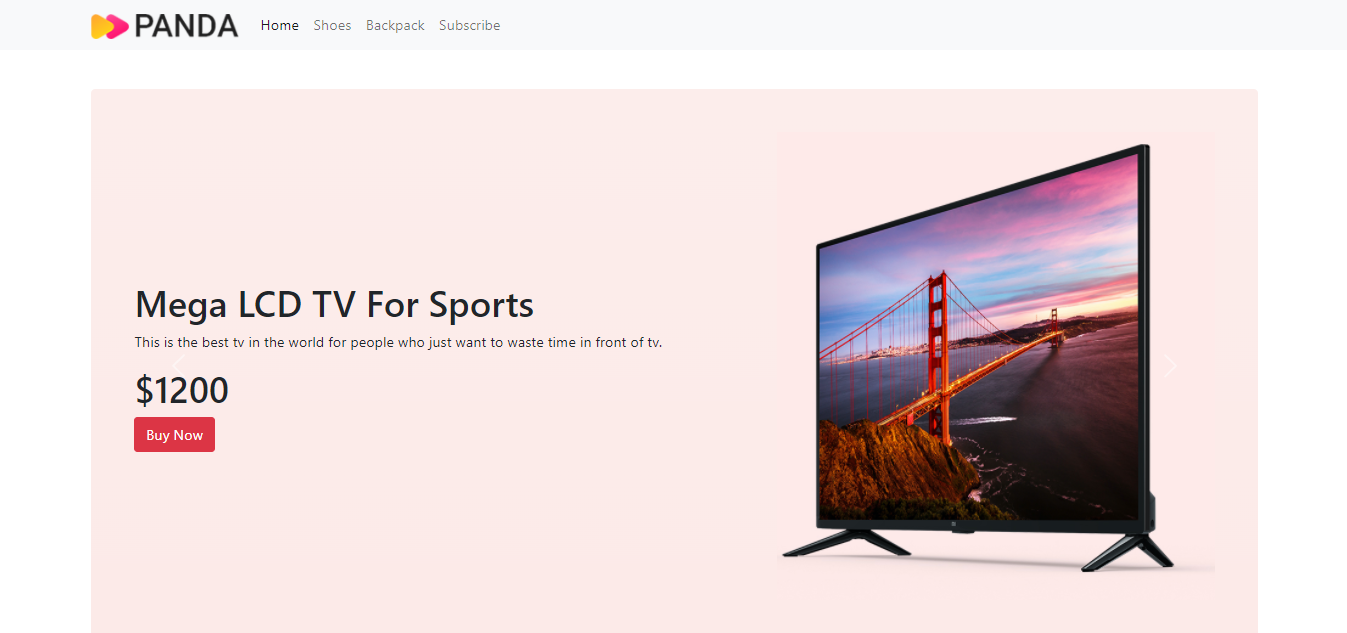 PANDA Home Shoes Backpack Subscribe
Mega LCD TV For Sports
This is the best tv in the world for people who just want to waste time in front of tv.
$1200
Buy Now